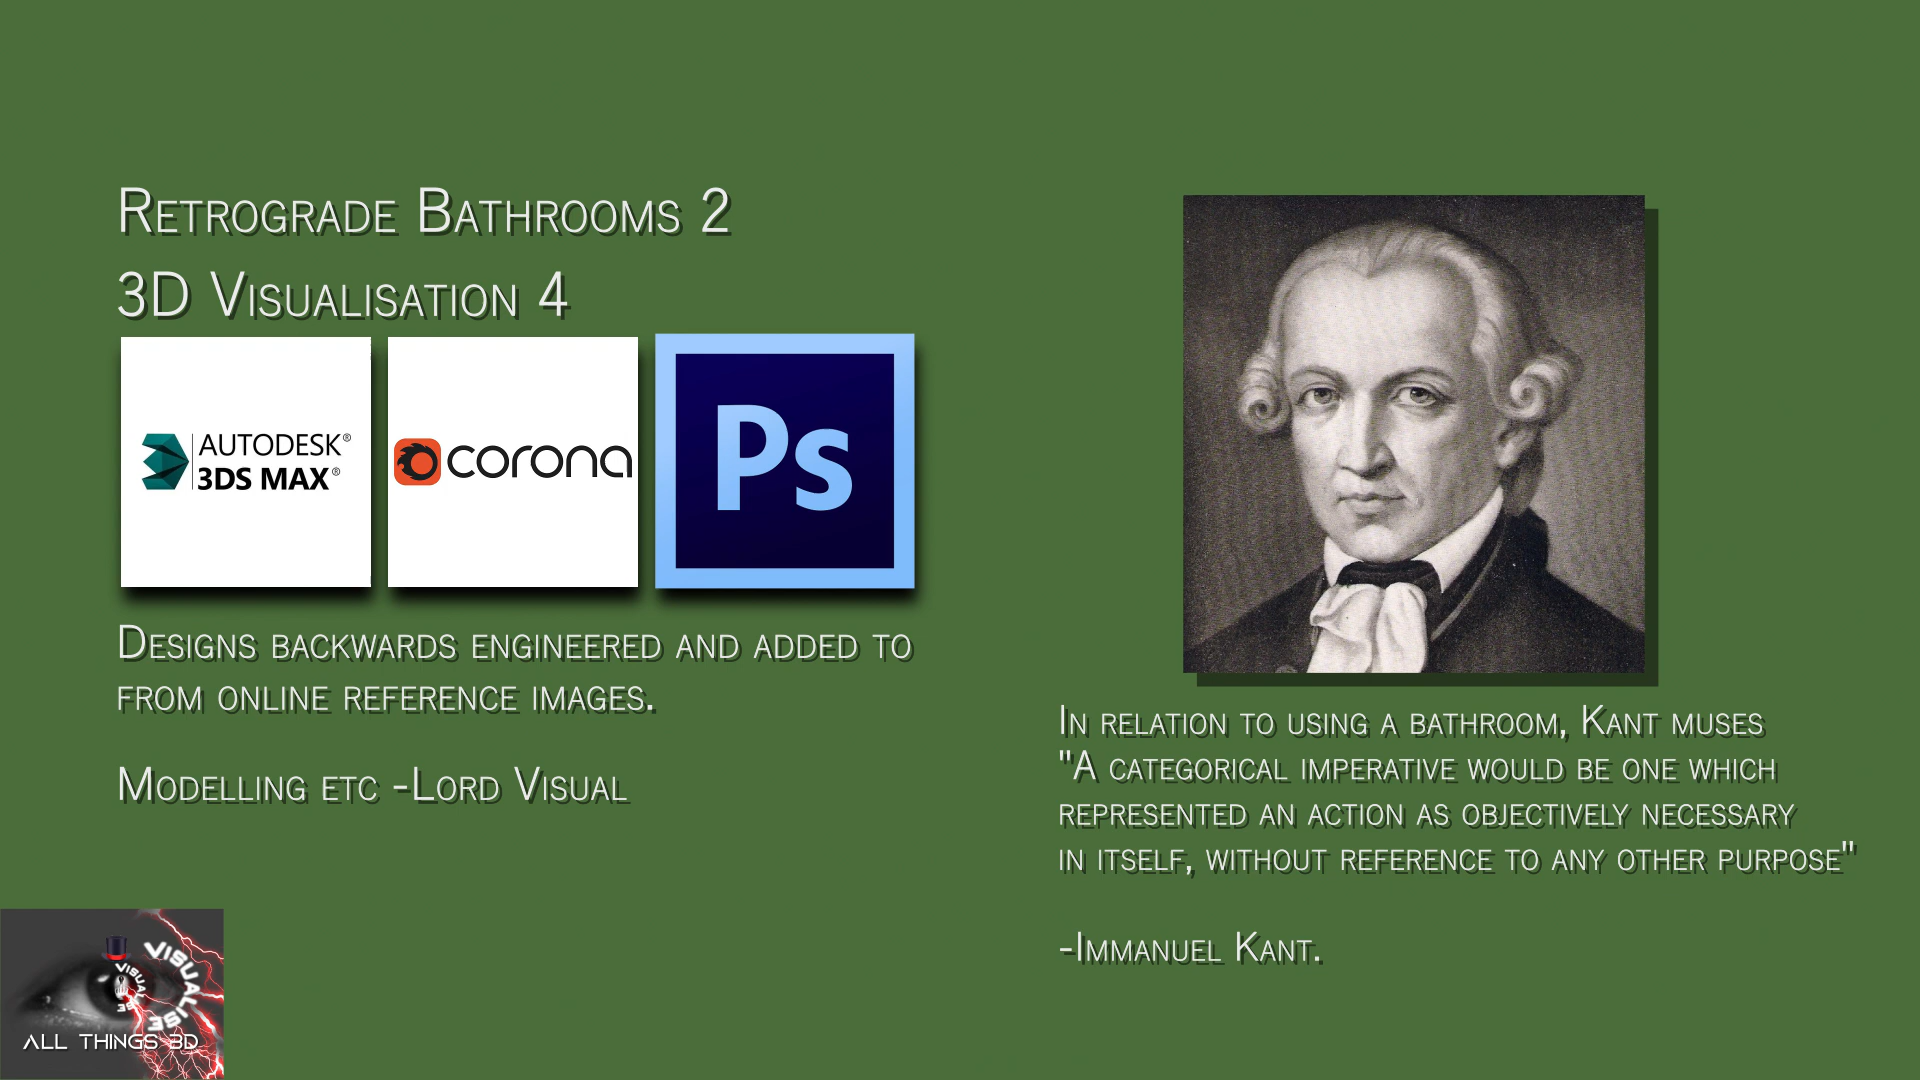 Retrograde Bathrooms 2
3D Visualisation 4
AUTODESK®
3DS MAX®
corona
Ps
Designs backwards engineered and added to
from online reference images.
Modelling etc -Lord Visual
In relation to using a bathroom, Kant muses
"A categorical imperative would be one which
represented an action as objectively necessary
in itself, without reference to any other purpose"
-Immanuel Kant.
VISUALISE
VISUALISE
ALL THINGS 3D